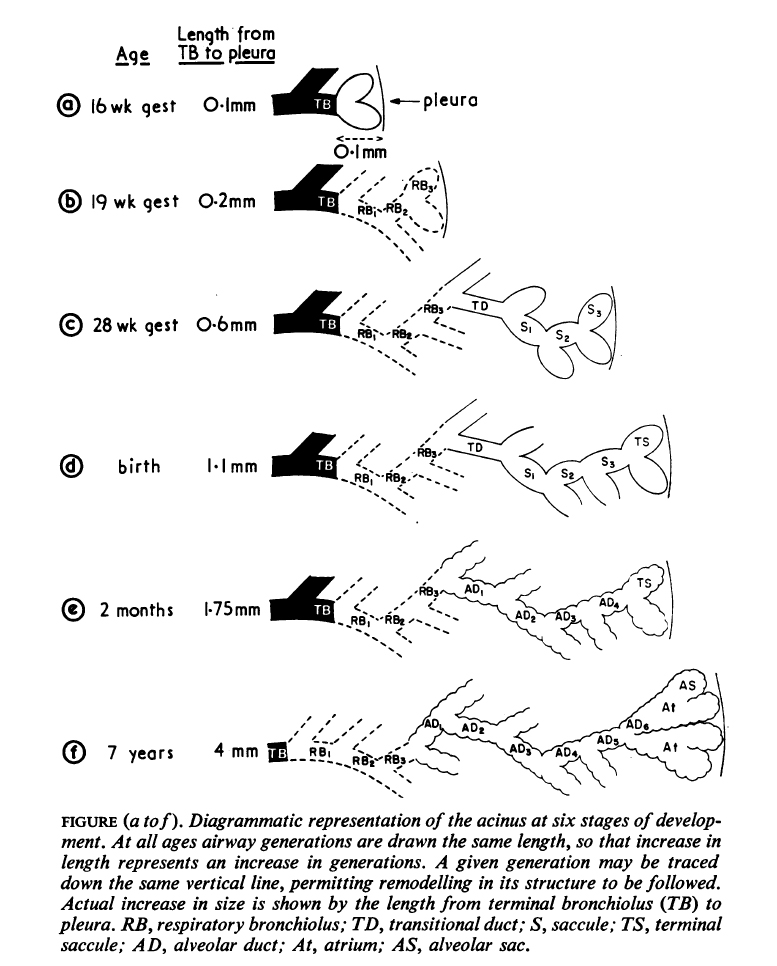 Age
Length from
TB to pleura
ⓐ 16 wk gest 0·1mm TB pleura
0·1mm
ⓑ 19 wk gest 0·2mm TB RB1 RB2 RB3
ⓒ 28 wk gest 0·6mm TB RB1 RB2 RB3 TD S1 S2 S3
ⓓ birth 1·1mm TB RB1 RB2 RB3 TD S1 S2 S3 TS
ⓔ 2 months 1·75mm TB RB1 RB2 RB3 AD1 AD2 AD3 AD4 TS
ⓕ 7 years 4 mm TB RB1 RB2 RB3 AD1 AD2 AD3 AD4 AD5 AD6 At At AS
FIGURE (a to f). Diagrammatic representation of the acinus at six stages of develop-
ment. At all ages airway generations are drawn the same length, so that increase in
length represents an increase in generations. A given generation may be traced
down the same vertical line, permitting remodelling in its structure to be followed.
Actual increase in size is shown by the length from terminal bronchiolus (TB) to
pleura. RB, respiratory bronchiolus; TD, transitional duct; S, saccule; TS, terminal
saccule; AD, alveolar duct; At, atrium; AS, alveolar sac.